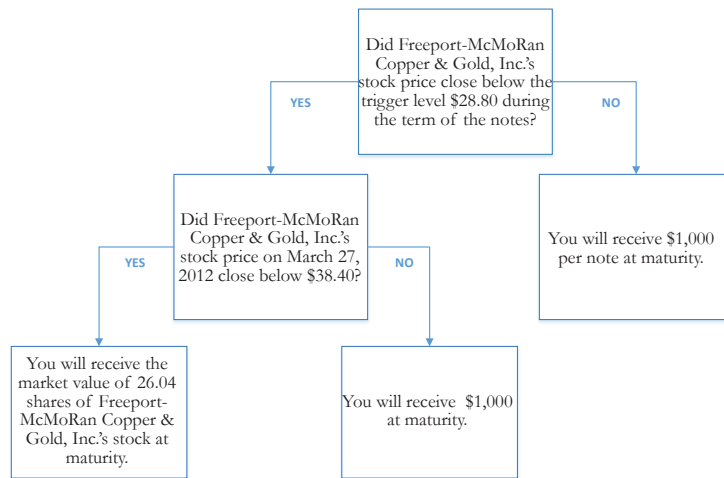 Did Freeport-McMoRan
Copper & Gold, Inc.'s
stock price close below the
trigger level $28.80 during
the term of the notes?
YES
NO
Did Freeport-McMoRan
Copper & Gold, Inc.'s
stock price on March 27,
2012 close below $38.40?
You will receive $1,000
per note at maturity.
YES
NO
You will receive the
market value of 26.04
shares of Freeport-
McMoRan Copper &
Gold, Inc.'s stock at
maturity.
You will receive $1,000
at maturity.